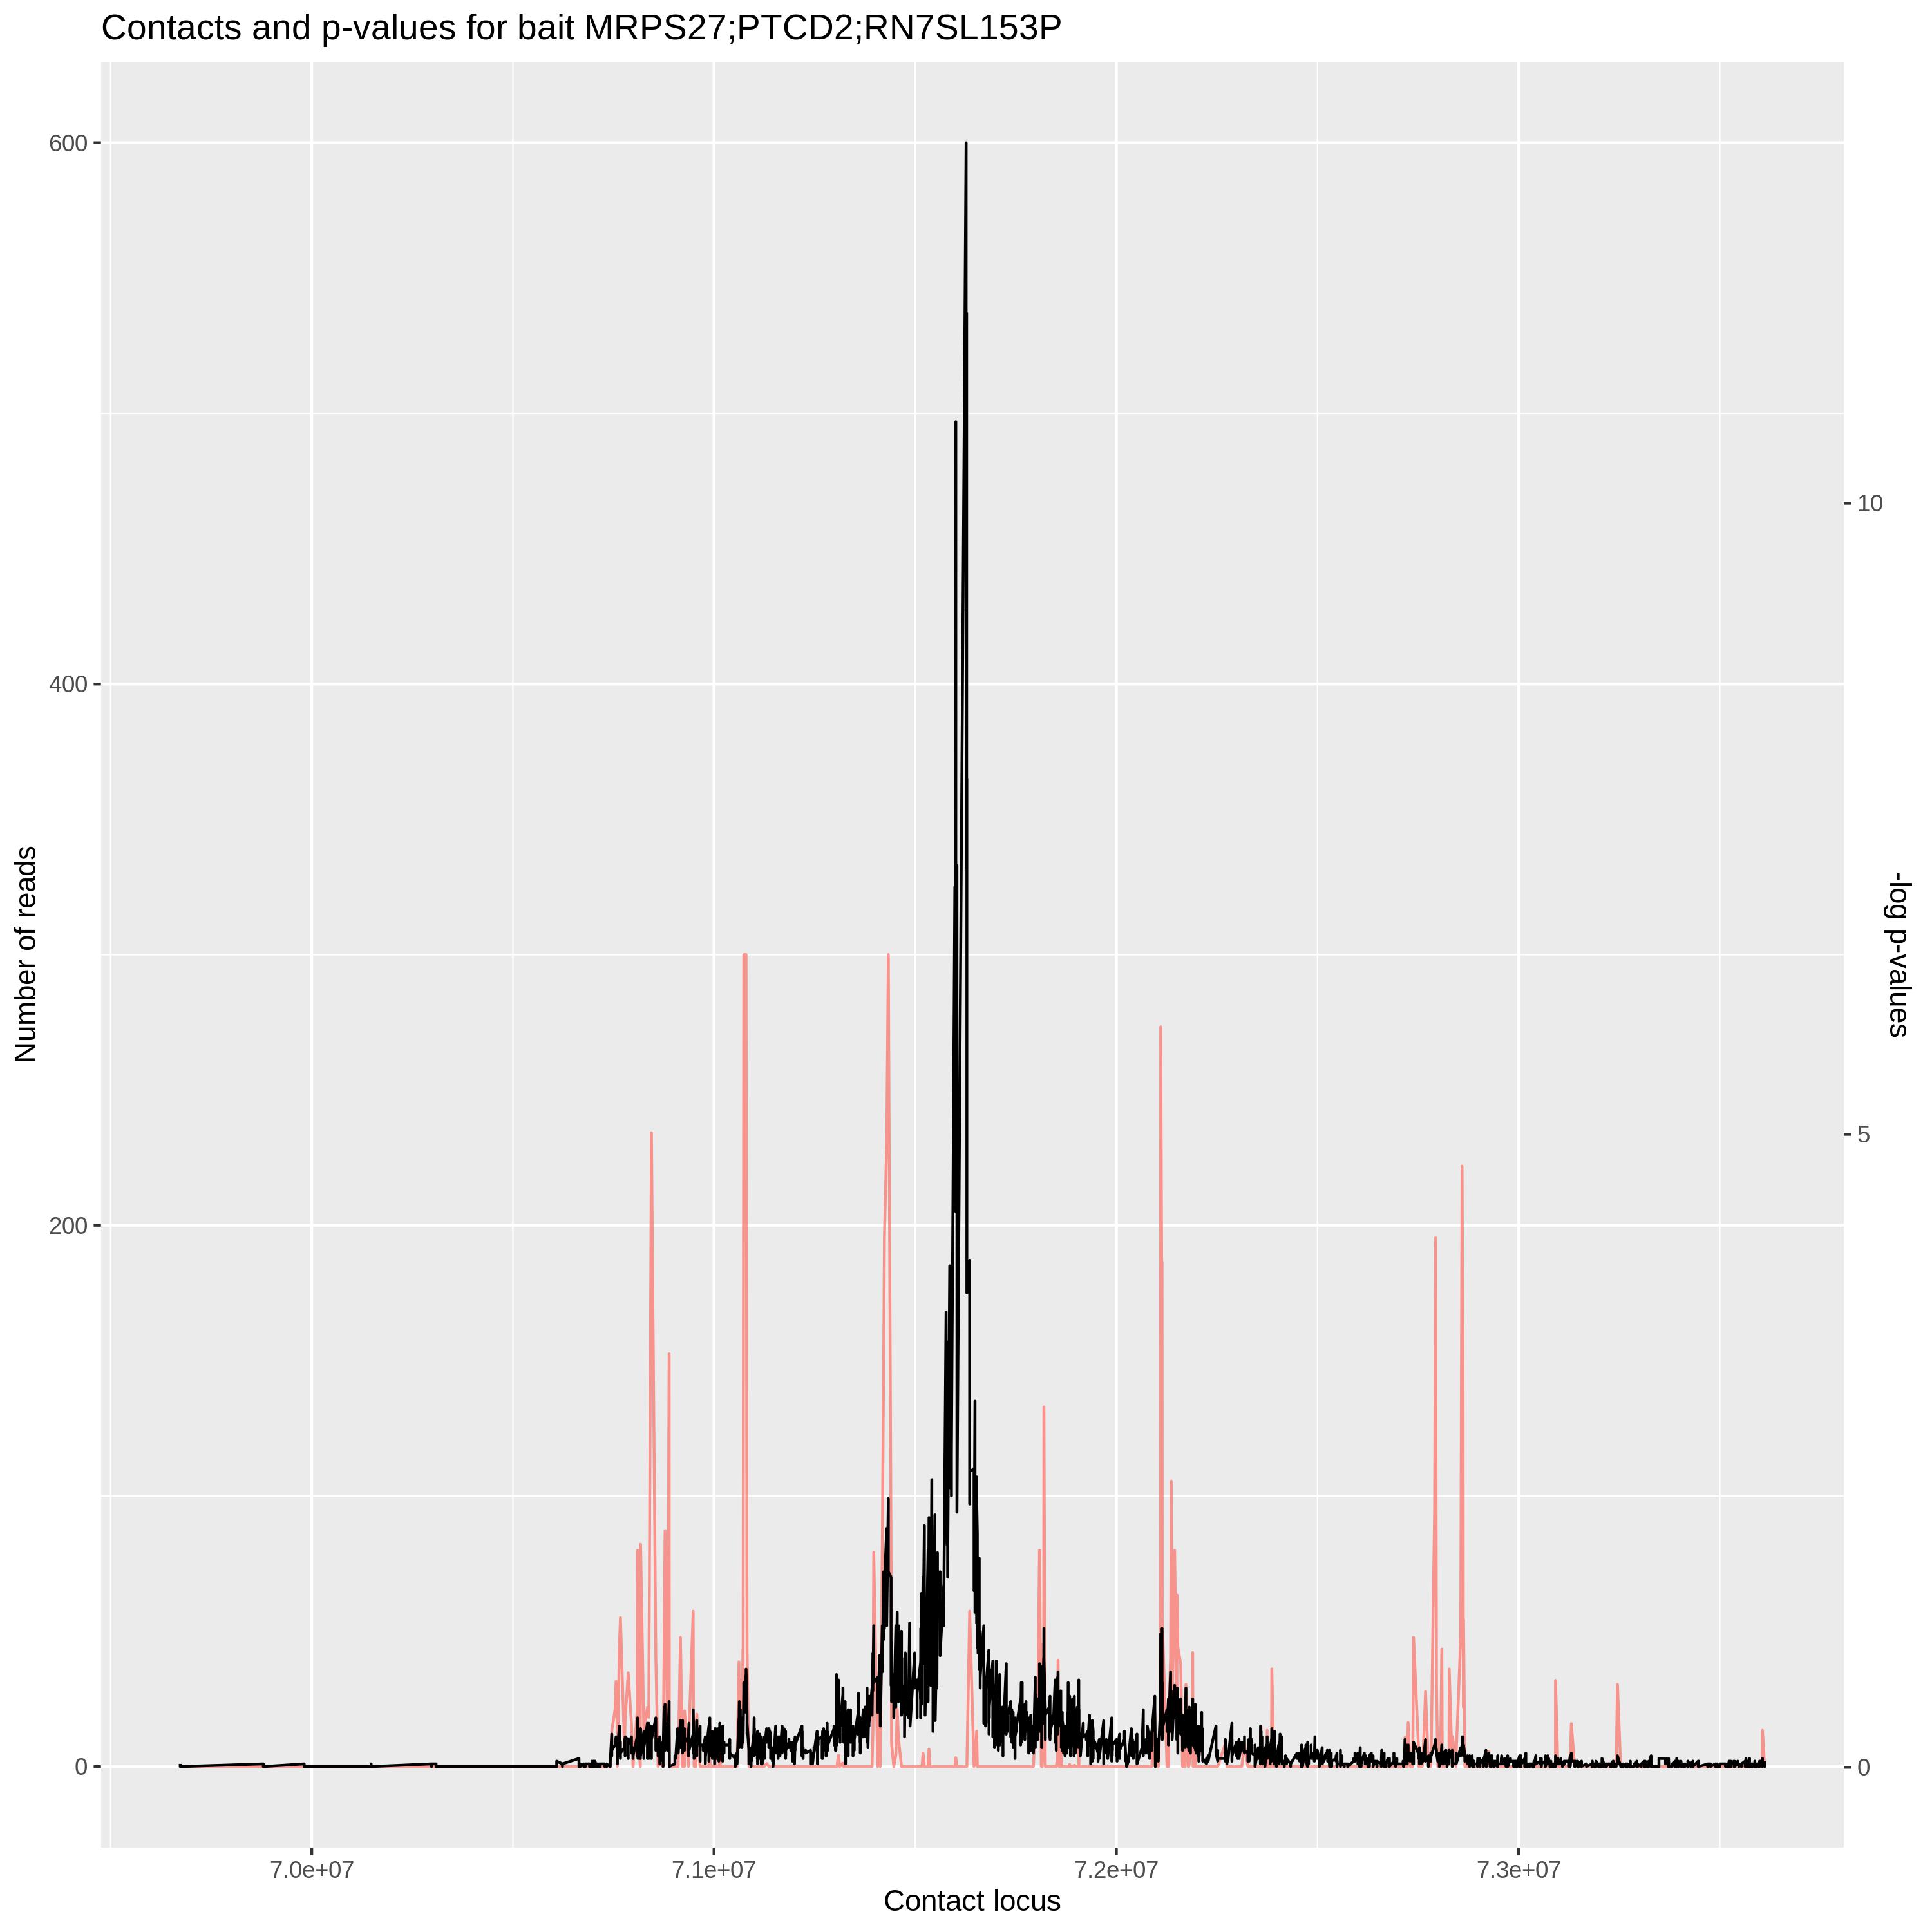 Contacts and p-values for bait MRPS27;PTCD2;RN7SL153P
600
400
200
0
Number of reads
10
5
0
-log p-values
7.0e+07
7.1e+07
7.2e+07
7.3e+07
Contact locus